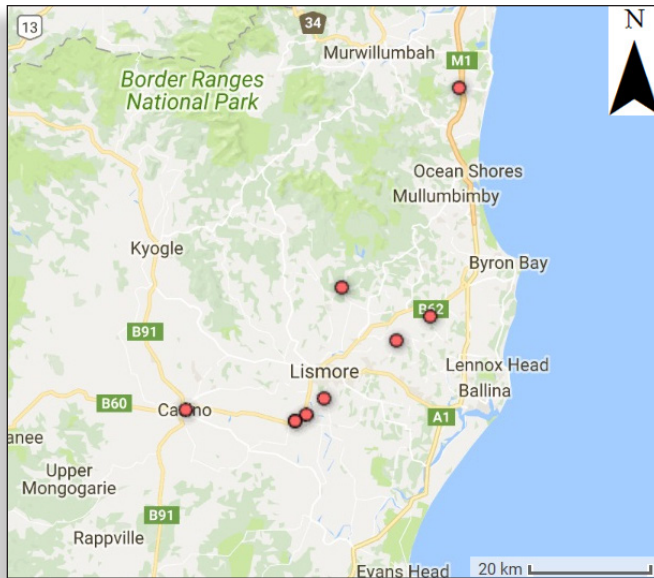 13
34
N
Murwillumbah
M1
Border Ranges
National Park
Ocean Shores
Mullumbimby
Kyogle
Byron Bay
B62
B91
Lismore
Lennox Head
B60
Ballina
A1
anee
Upper
Mongogarie
B91
Rappville
Evans Head
20 km